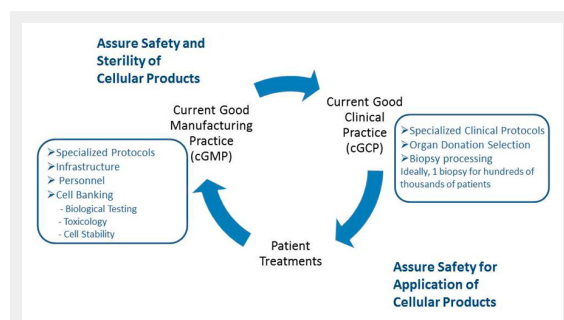 Assure Safety and
Sterility of
Cellular Products
Current Good
Manufacturing
Practice
(cGMP)
Current Good
Clinical
Practice
(cGCP)
➢Specialized Protocols
➢Infrastructure
➢ Personnel
➢Cell Banking
- Biological Testing
- Toxicology
- Cell Stability
➢Specialized Clinical Protocols
➢Organ Donation Selection
➢Biopsy processing
Ideally, 1 biopsy for hundreds of
thousands of patients
Patient
Treatments
Assure Safety for
Application of
Cellular Products